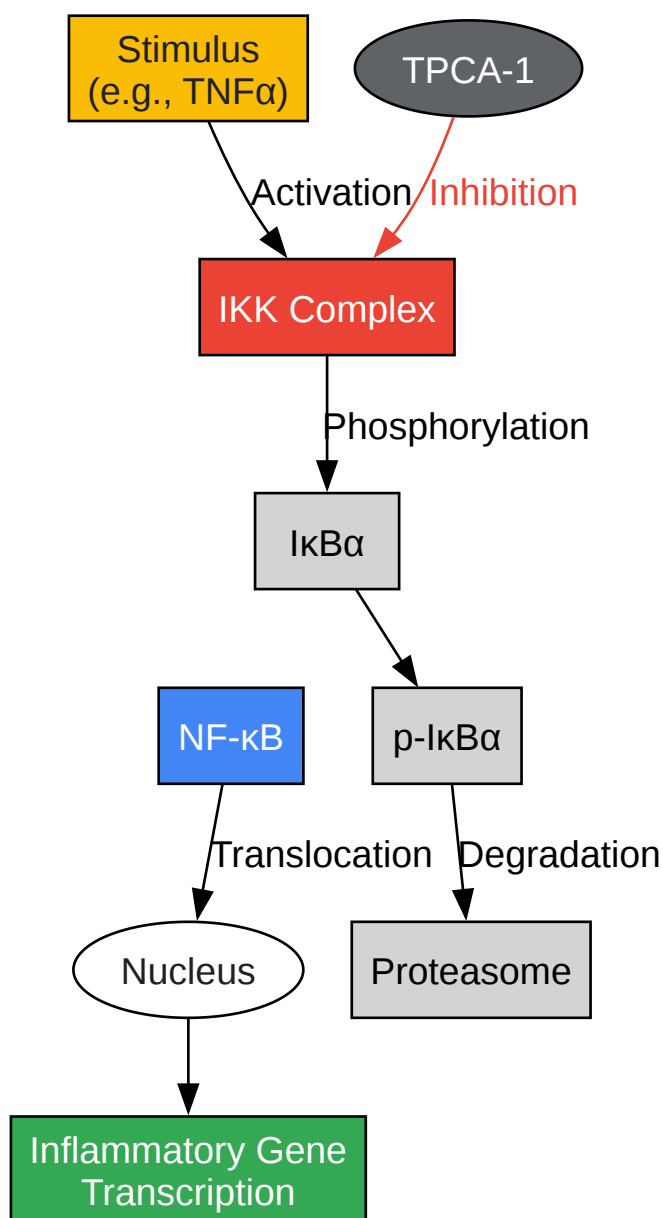 Stimulus
(e.g., TNFα)
TPCA-1
Activation
Inhibition
IKK Complex
Phosphorylation
IκBα
NF-κB
p-IκBα
Translocation
Degradation
Nucleus
Proteasome
Inflammatory Gene
Transcription